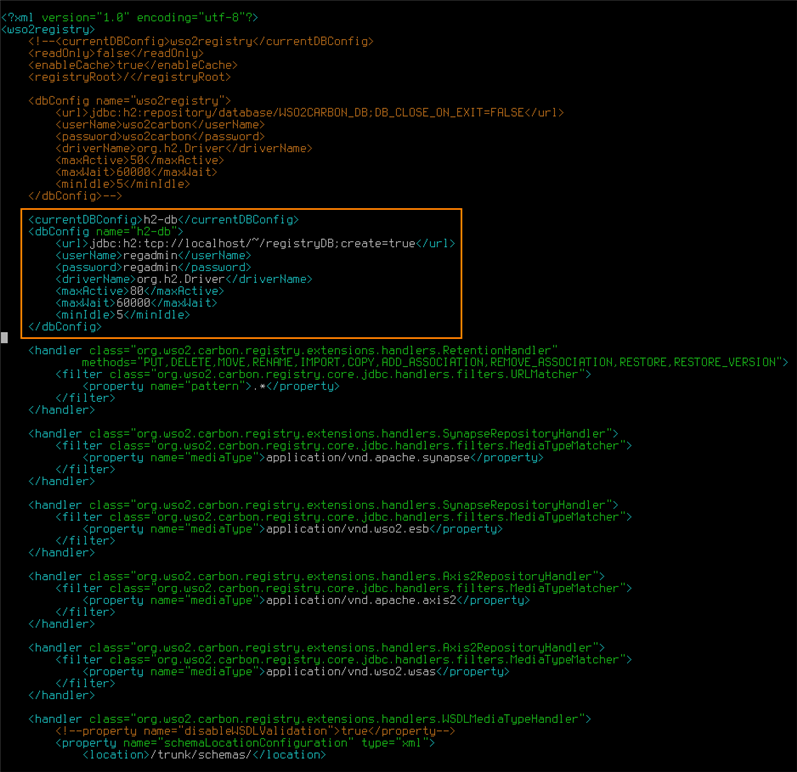 <?xml version="1.0" encoding="utf-8"?>
<wso2registry>
    <!--<currentDBConfig>wso2registry</currentDBConfig>
    <readOnly>false</readOnly>
    <enableCache>true</enableCache>
    <registryRoot>/</registryRoot>

    <dbConfig name="wso2registry">
        <url>jdbc:h2:repository/database/WSO2CARBON_DB;DB_CLOSE_ON_EXIT=FALSE</url>
        <userName>wso2carbon</userName>
        <password>wso2carbon</password>
        <driverName>org.h2.Driver</driverName>
        <maxActive>50</maxActive>
        <maxWait>60000</maxWait>
        <minIdle>5</minIdle>
    </dbConfig>-->

    <currentDBConfig>h2-db</currentDBConfig>
    <dbConfig name="h2-db">
        <url>jdbc:h2:tcp://localhost/~/registryDB;create=true</url>
        <userName>regadmin</userName>
        <password>regadmin</password>
        <driverName>org.h2.Driver</driverName>
        <maxActive>80</maxActive>
        <maxWait>60000</maxWait>
        <minIdle>5</minIdle>
    </dbConfig>

    <handler class="org.wso2.carbon.registry.extensions.handlers.RetentionHandler"
            methods="PUT,DELETE,MOVE,RENAME,IMPORT,COPY,ADD_ASSOCIATION,REMOVE_ASSOCIATION,RESTORE,RESTORE_VERSION">
        <filter class="org.wso2.carbon.registry.core.jdbc.handlers.filters.URLMatcher">
            <property name="pattern">.*</property>
        </filter>
    </handler>

    <handler class="org.wso2.carbon.registry.extensions.handlers.SynapseRepositoryHandler">
        <filter class="org.wso2.carbon.registry.core.jdbc.handlers.filters.MediaTypeMatcher">
            <property name="mediaType">application/vnd.apache.synapse</property>
        </filter>
    </handler>

    <handler class="org.wso2.carbon.registry.extensions.handlers.SynapseRepositoryHandler">
        <filter class="org.wso2.carbon.registry.core.jdbc.handlers.filters.MediaTypeMatcher">
            <property name="mediaType">application/vnd.wso2.esb</property>
        </filter>
    </handler>

    <handler class="org.wso2.carbon.registry.extensions.handlers.Axis2RepositoryHandler">
        <filter class="org.wso2.carbon.registry.core.jdbc.handlers.filters.MediaTypeMatcher">
            <property name="mediaType">application/vnd.apache.axis2</property>
        </filter>
    </handler>

    <handler class="org.wso2.carbon.registry.extensions.handlers.Axis2RepositoryHandler">
        <filter class="org.wso2.carbon.registry.core.jdbc.handlers.filters.MediaTypeMatcher">
            <property name="mediaType">application/vnd.wso2.wsas</property>
        </filter>
    </handler>

    <handler class="org.wso2.carbon.registry.extensions.handlers.WSDLMediaTypeHandler">
        <!--property name="disableWSDLValidation">true</property-->
        <property name="schemaLocationConfiguration" type="xml">
            <location>/trunk/schemas/</location>